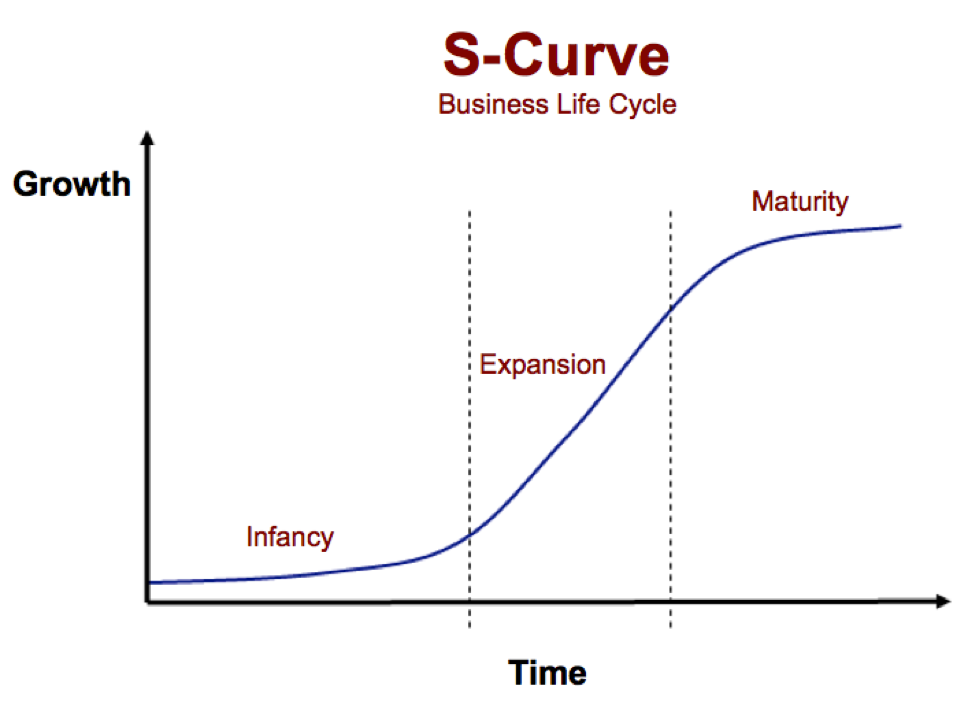 S-Curve
Business Life Cycle
Growth
Maturity
Expansion
Infancy
Time